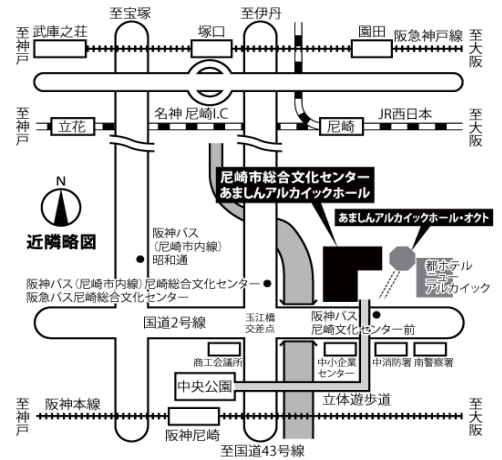 至宝塚
至伊丹
至神戸
武庫之荘
塚口
園田
阪急神戸線
至大阪
名神 尼崎I.C
JR西日本
至神戸
立花
尼崎
至大阪
尼崎市総合文化センター
あましんアルカイックホール
あましんアルカイックホール・オクト
N
近隣略図
阪神バス
（尼崎市内線）
昭和通
都ホテル
ニュー
アルカイック
阪神バス（尼崎市内線）尼崎総合文化センター
阪急バス尼崎総合文化センター
国道2号線
玉江橋
交差点
阪神バス
尼崎文化センター前
商工会議所
中小企業
センター
中消防署
南警察署
中央公園
立体遊歩道
至神戸
阪神本線
阪神尼崎
至大阪
至国道43号線